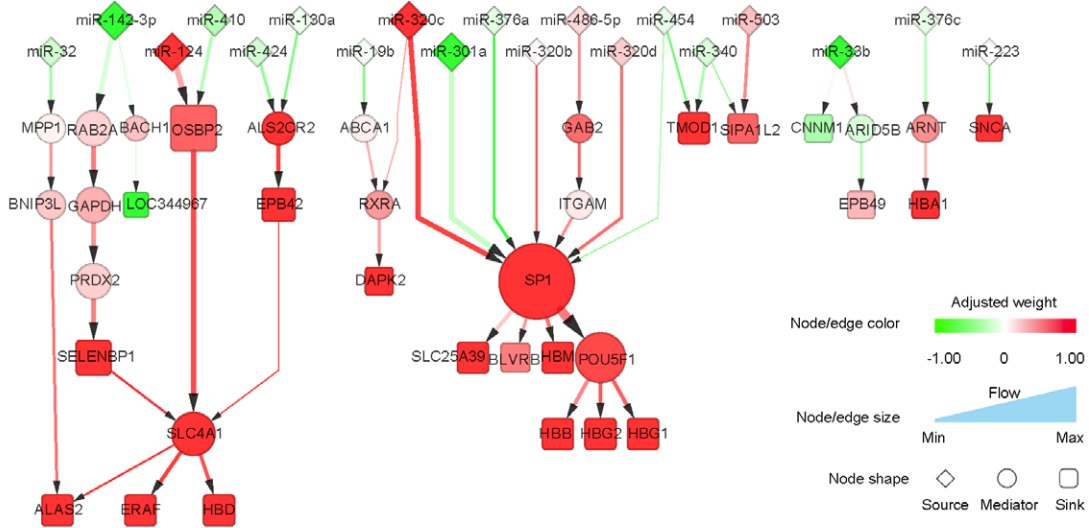 miR-142-3p miR-410 miR-130a miR-320c miR-376a miR-486-5p miR-454 miR-503 miR-376c
miR-32 miR-124 miR-424 miR-19b miR-301a miR-320b miR-320d miR-340 miR-33b miR-223
MPP1 RAB2A BACH1 OSBP2 ALS2CR2 ABCA1 GAB2 TMOD1 SIPA1L2 CNNM1 ARID5B ARNT SNCA
BNIP3L GAPDH LOC344967 EPB42 RXRA ITGAM EPB49 HBA1
PRDX2 DAPK2 SP1
SELENBP1 SLC25A39 BLVRB HBM POU5F1
SLC4A1 HBB HBG2 HBG1
ALAS2 ERAF HBD
Adjusted weight
Node/edge color
-1.00 0 1.00
Flow
Node/edge size
Min Max
Node shape
Source Mediator Sink